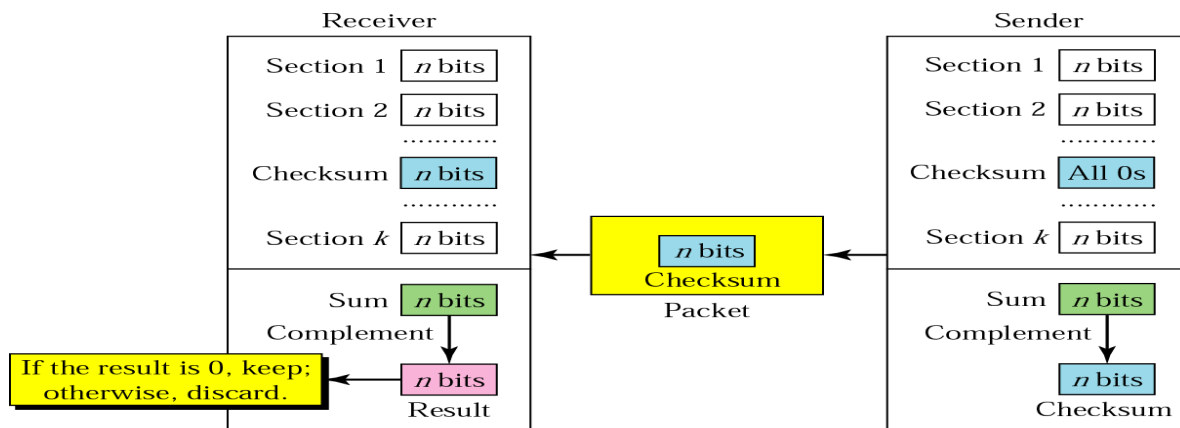 Receiver
Section 1 n bits
Section 2 n bits
............
Checksum n bits
............
Section k n bits
Sum n bits
Complement
n bits
Result
If the result is 0, keep;
otherwise, discard.
n bits
Checksum
Packet
Sender
Section 1 n bits
Section 2 n bits
............
Checksum All 0s
............
Section k n bits
Sum n bits
Complement
n bits
Checksum